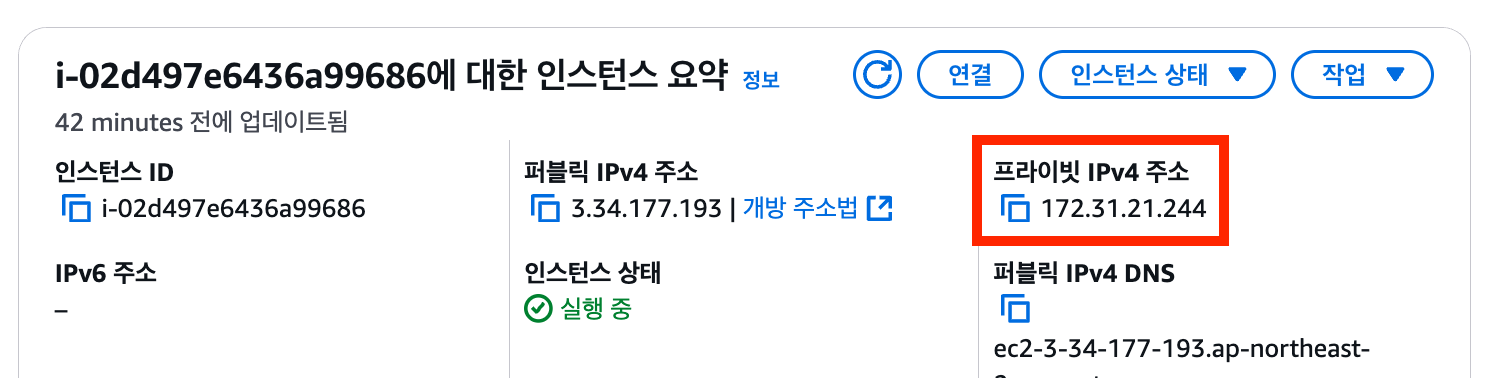 i-02d497e6436a99686에 대한 인스턴스 요약 정보
연결
인스턴스 상태
작업
42 minutes 전에 업데이트됨
인스턴스 ID
i-02d497e6436a99686
퍼블릭 IPv4 주소
3.34.177.193 | 개방 주소법
프라이빗 IPv4 주소
172.31.21.244
IPv6 주소
–
인스턴스 상태
실행 중
퍼블릭 IPv4 DNS
ec2-3-34-177-193.ap-northeast-